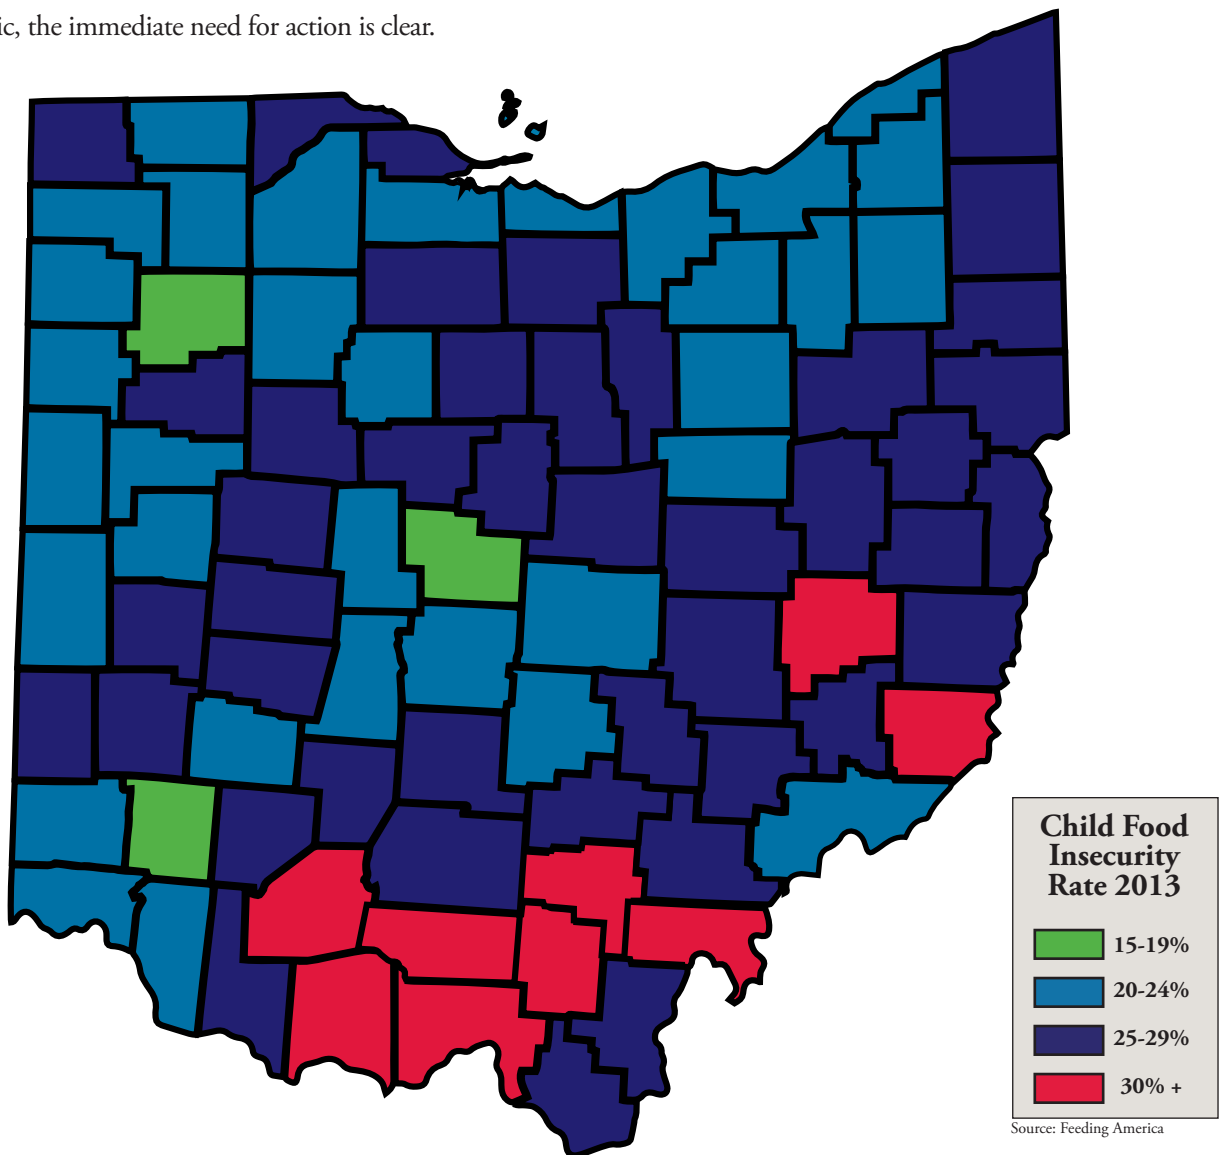 ic, the immediate need for action is clear.
Child Food
Insecurity
Rate 2013
15-19%
20-24%
25-29%
30% +
Source: Feeding America